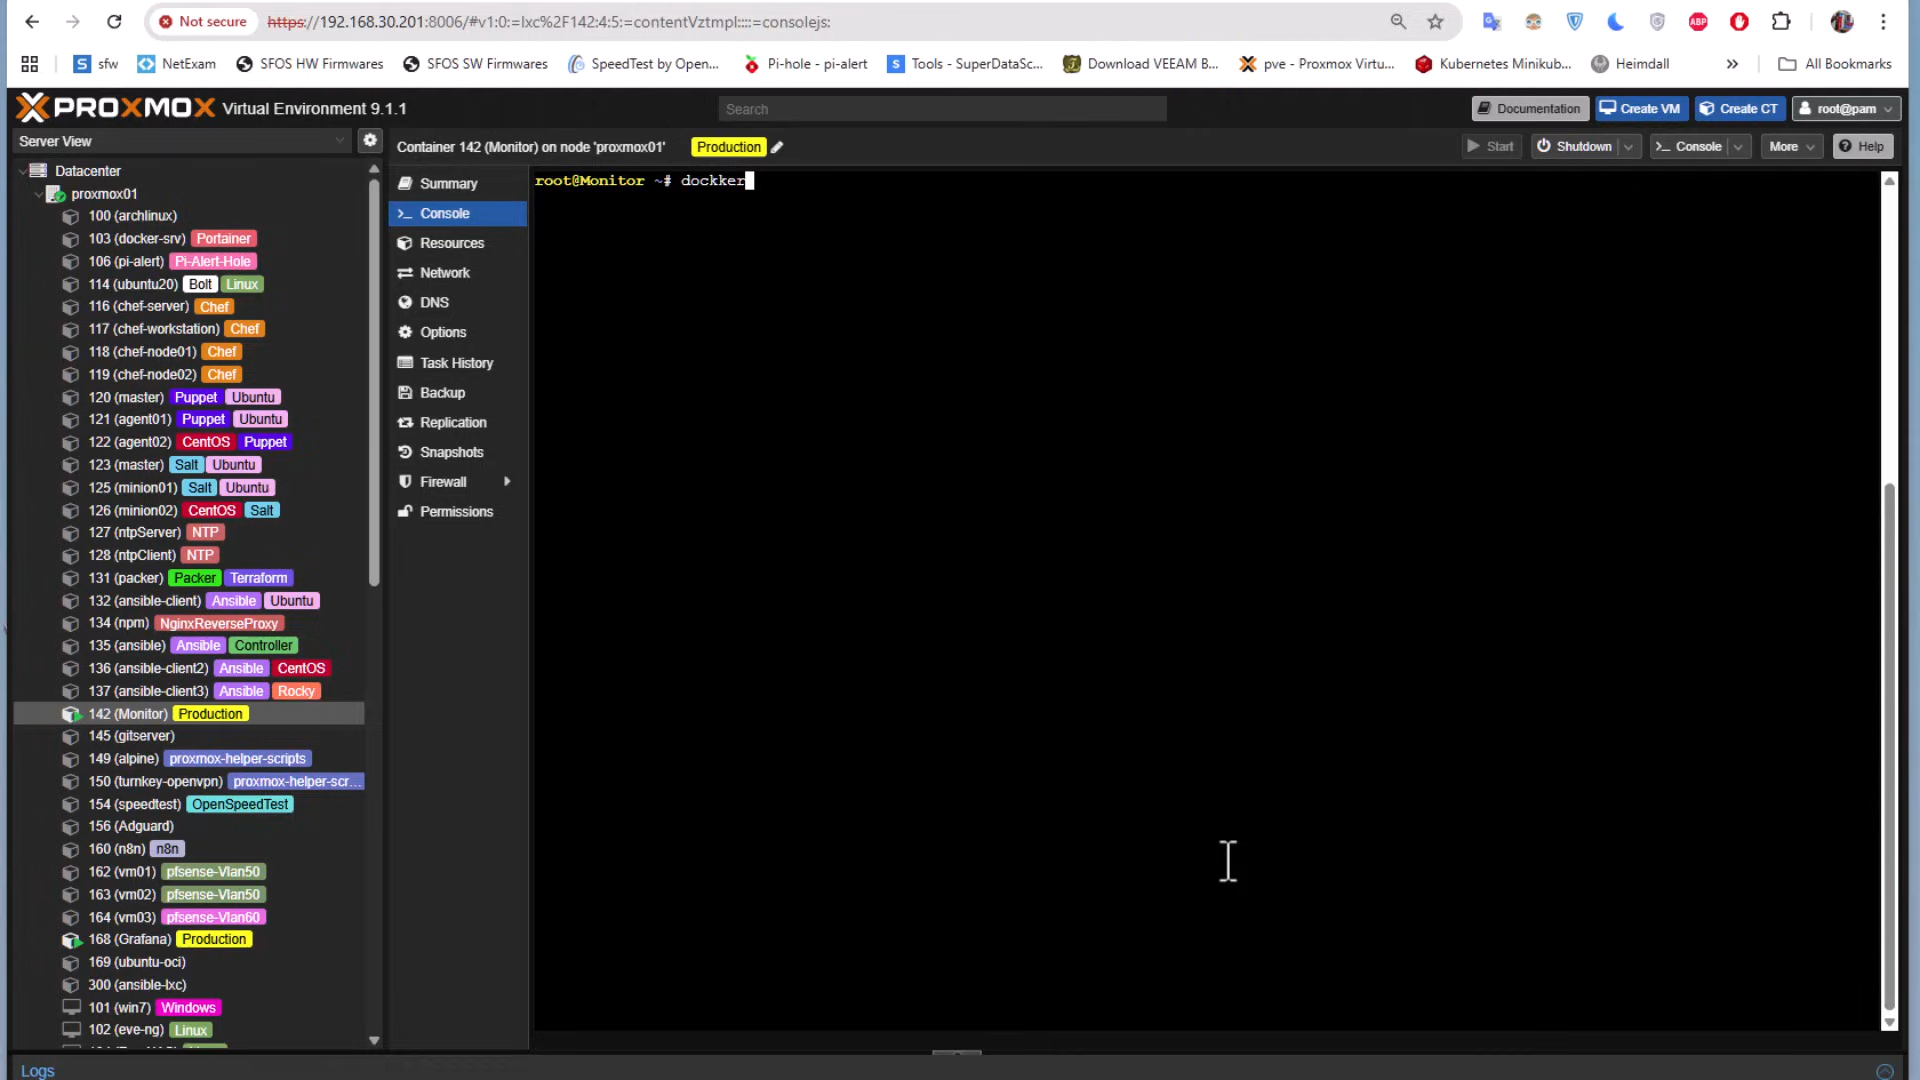 Not secure https://192.168.30.201:8006/#v1:0:=lxc%2F142:4:5:=contentVztmpl::::=consolejs:
ABP
S sfw NetExam SFOS HW Firmwares SFOS SW Firmwares SpeedTest by Open... Pi-hole - pi-alert S Tools - SuperDataSc... Download VEEAM B... pve - Proxmox Virtu... Kubernetes Minikub... Heimdall » All Bookmarks
PROXMOX Virtual Environment 9.1.1 Search Documentation Create VM Create CT root@pam
Server View
Container 142 (Monitor) on node 'proxmox01' Production Start Shutdown >_ Console More Help
Datacenter
proxmox01
100 (archlinux)
103 (docker-srv) Portainer
106 (pi-alert) Pi-Alert-Hole
114 (ubuntu20) Bolt Linux
116 (chef-server) Chef
117 (chef-workstation) Chef
118 (chef-node01) Chef
119 (chef-node02) Chef
120 (master) Puppet Ubuntu
121 (agent01) Puppet Ubuntu
122 (agent02) CentOS Puppet
123 (master) Salt Ubuntu
125 (minion01) Salt Ubuntu
126 (minion02) CentOS Salt
127 (ntpServer) NTP
128 (ntpClient) NTP
131 (packer) Packer Terraform
132 (ansible-client) Ansible Ubuntu
134 (npm) NginxReverseProxy
135 (ansible) Ansible Controller
136 (ansible-client2) Ansible CentOS
137 (ansible-client3) Ansible Rocky
142 (Monitor) Production
145 (gitserver)
149 (alpine) proxmox-helper-scripts
150 (turnkey-openvpn) proxmox-helper-scr...
154 (speedtest) OpenSpeedTest
156 (Adguard)
160 (n8n) n8n
162 (vm01) pfsense-Vlan50
163 (vm02) pfsense-Vlan50
164 (vm03) pfsense-Vlan60
168 (Grafana) Production
169 (ubuntu-oci)
300 (ansible-lxc)
101 (win7) Windows
102 (eve-ng) Linux
Summary
>_ Console
Resources
Network
DNS
Options
Task History
Backup
Replication
Snapshots
Firewall
Permissions
root@Monitor ~# dockker
Logs